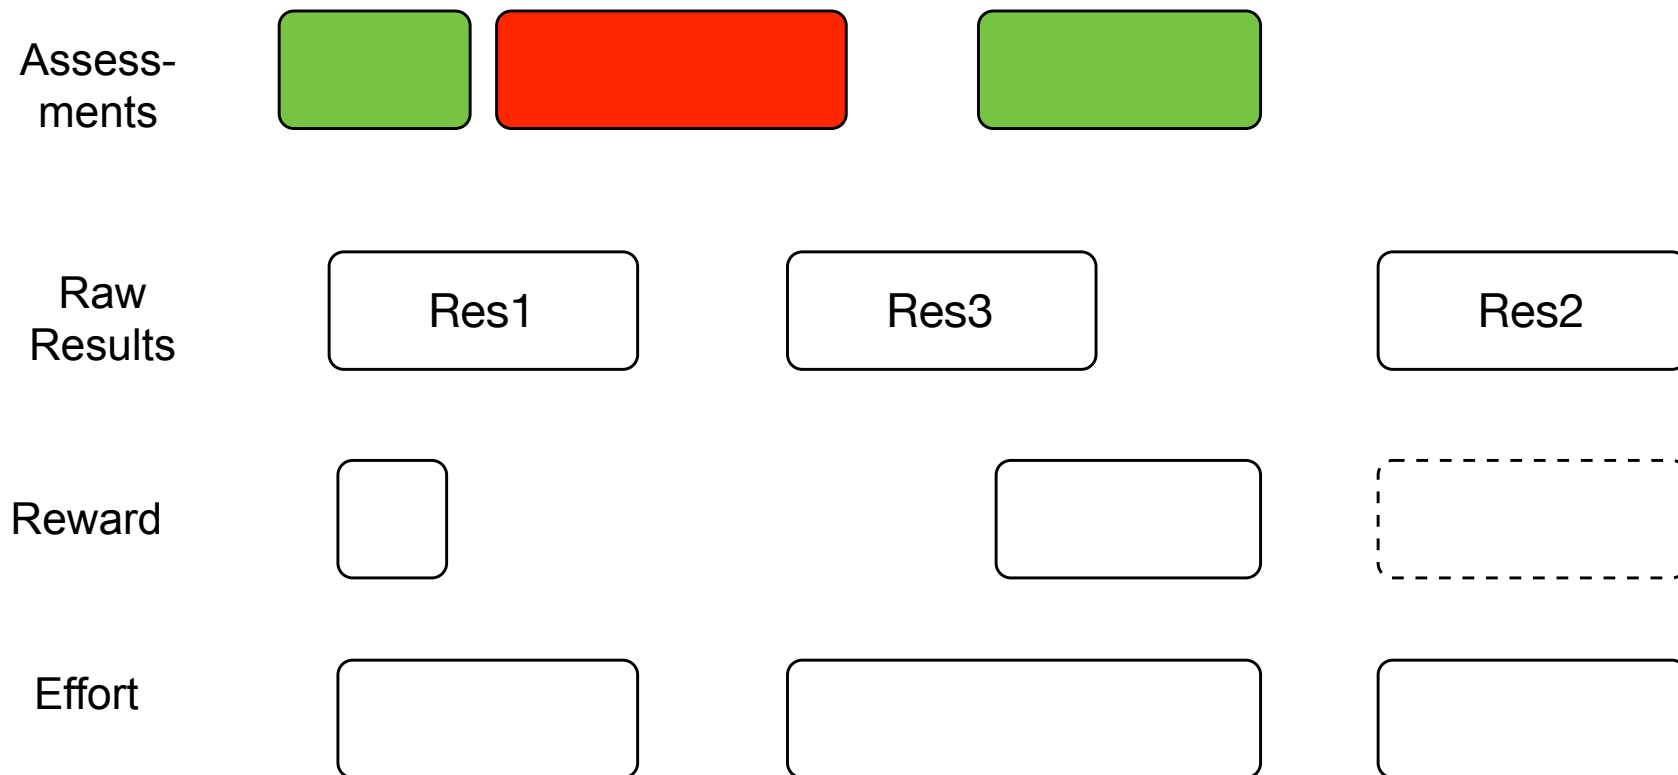 Assess-
ments
Raw
Results
Res1
Res3
Res2
Reward
Effort